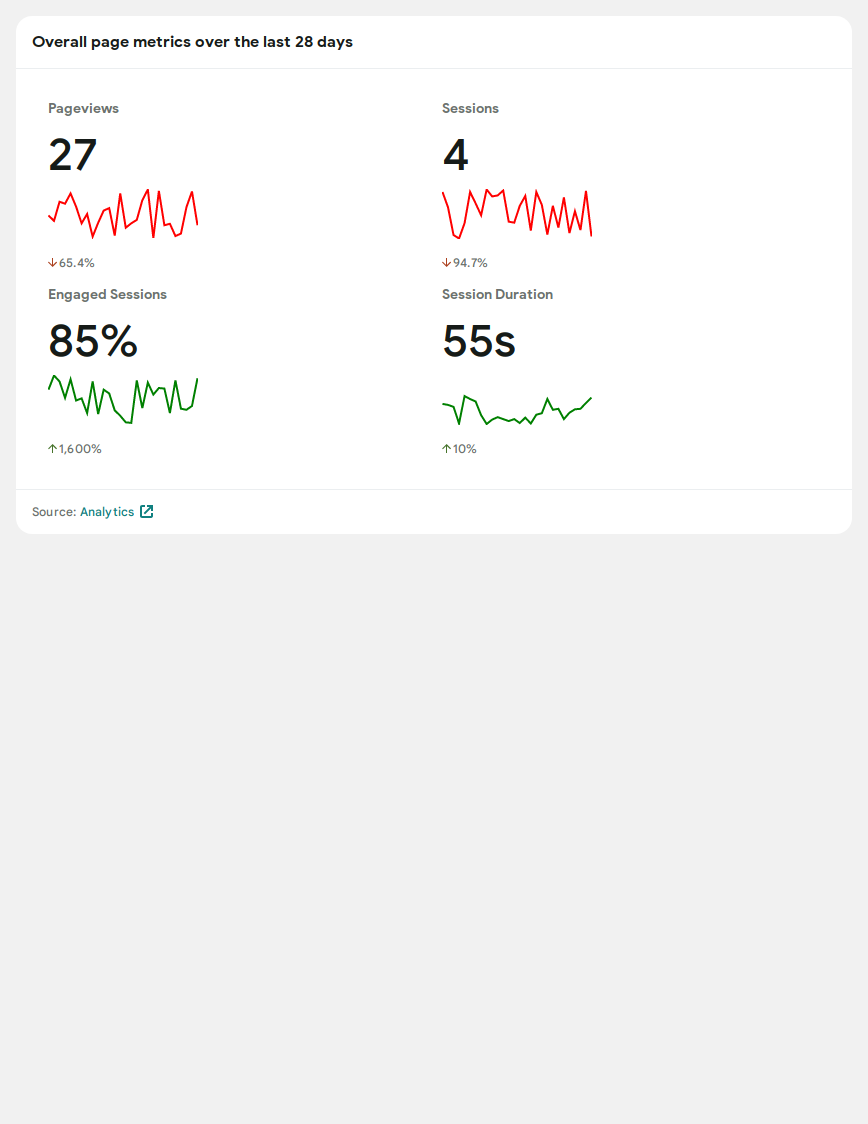 Overall page metrics over the last 28 days
Pageviews
27
65.4%
Sessions
4
94.7%
Engaged Sessions
85%
1,600%
Session Duration
55s
10%
Source: Analytics